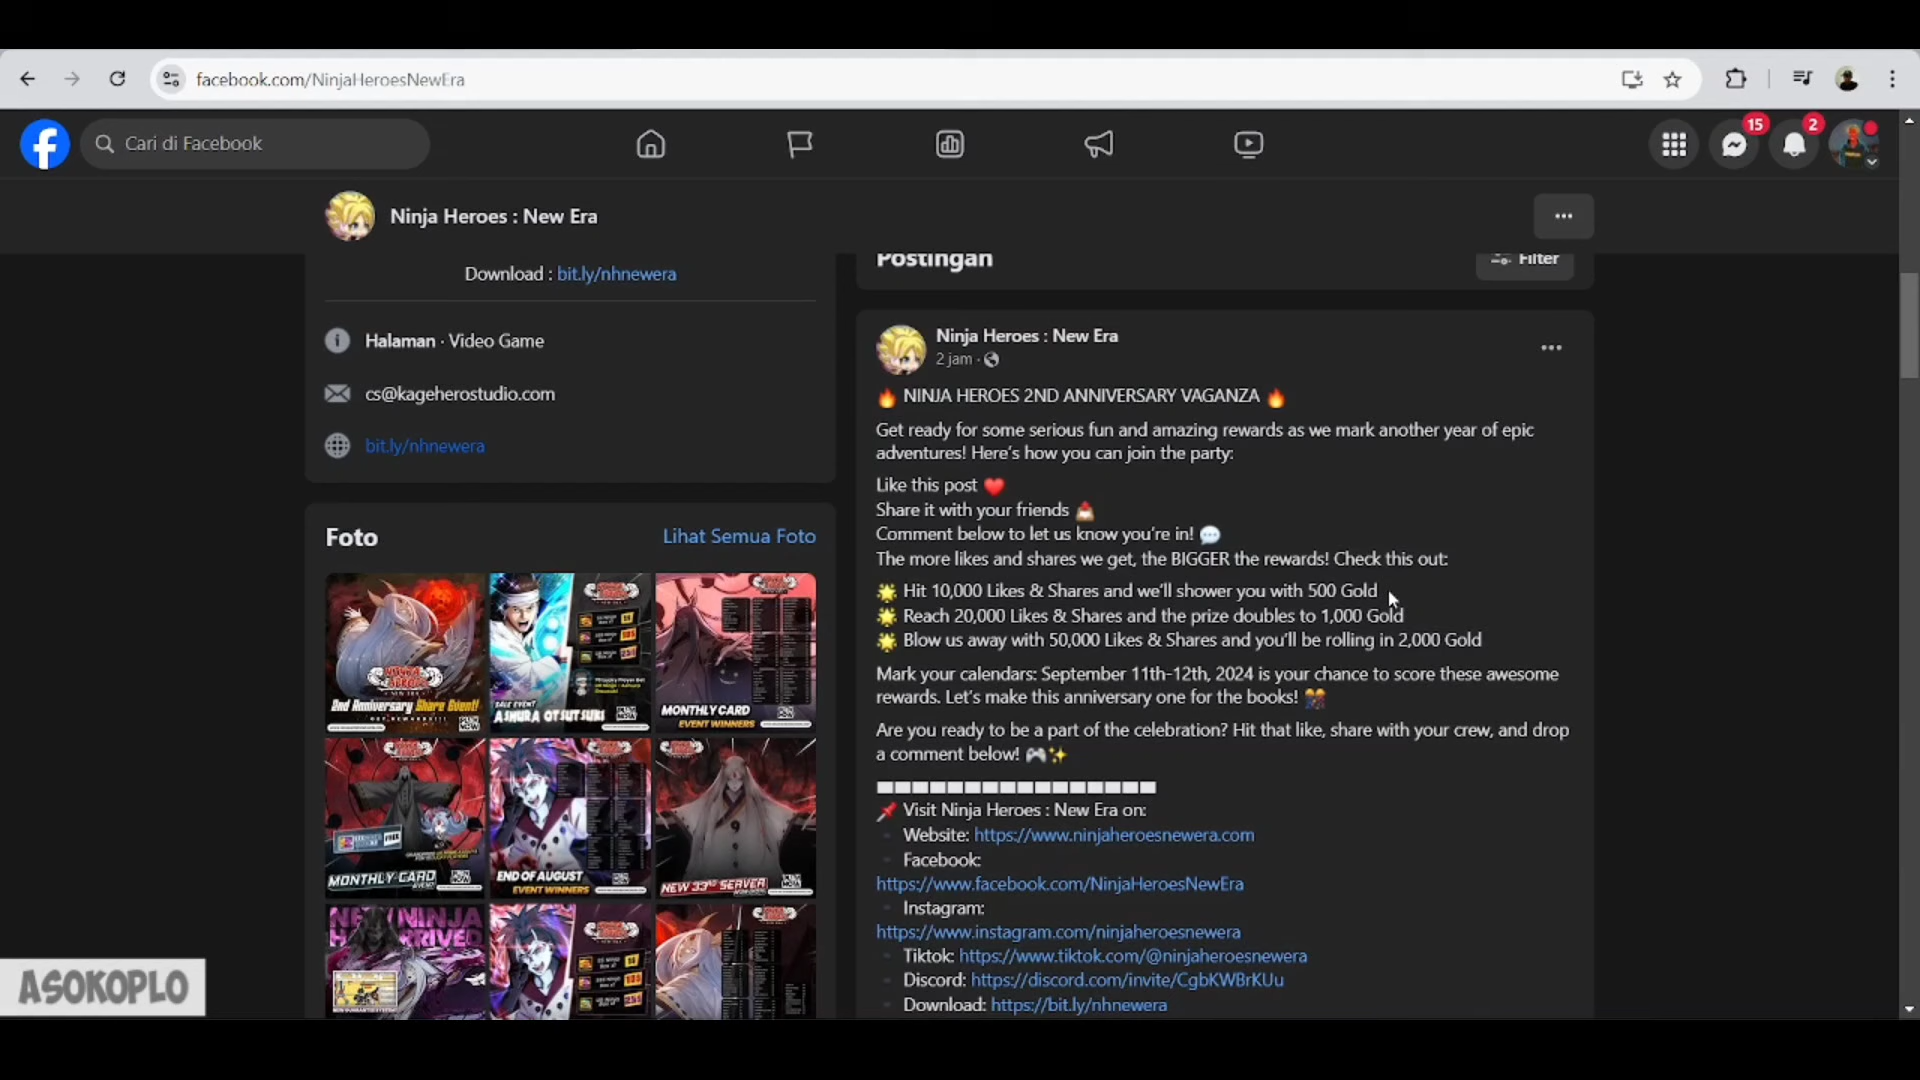 facebook.com/NinjaHeroesNewEra
Cari di Facebook
15
2
Ninja Heroes : New Era
Download : bit.ly/nhnewera
Halaman · Video Game
cs@kageherostudio.com
bit.ly/nhnewera
Foto
Lihat Semua Foto
2nd Anniversary Share Event!
SALE EVENT
ASHURA OTSUTSUKI
MONTHLY CARD
EVENT WINNERS
MONTHLY CARD
END OF AUGUST
EVENT WINNERS
NEW 33RD SERVER
NEW NINJA
HAS ARRIVED
Postingan
Filter
Ninja Heroes : New Era
2 jam ·
🔥 NINJA HEROES 2ND ANNIVERSARY VAGANZA 🔥
Get ready for some serious fun and amazing rewards as we mark another year of epic
adventures! Here's how you can join the party:
Like this post ❤️
Share it with your friends 📤
Comment below to let us know you're in! 💬
The more likes and shares we get, the BIGGER the rewards! Check this out:
🌟 Hit 10,000 Likes & Shares and we'll shower you with 500 Gold
🌟 Reach 20,000 Likes & Shares and the prize doubles to 1,000 Gold
🌟 Blow us away with 50,000 Likes & Shares and you'll be rolling in 2,000 Gold
Mark your calendars: September 11th-12th, 2024 is your chance to score these awesome
rewards. Let's make this anniversary one for the books! 🎊
Are you ready to be a part of the celebration? Hit that like, share with your crew, and drop
a comment below! 🎮✨
📌 Visit Ninja Heroes : New Era on:
Website: https://www.ninjaheroesnewera.com
Facebook:
https://www.facebook.com/NinjaHeroesNewEra
Instagram:
https://www.instagram.com/ninjaheroesnewera
Tiktok: https://www.tiktok.com/@ninjaheroesnewera
Discord: https://discord.com/invite/CgbKWBrKUu
Download: https://bit.ly/nhnewera
ASOKOPLO